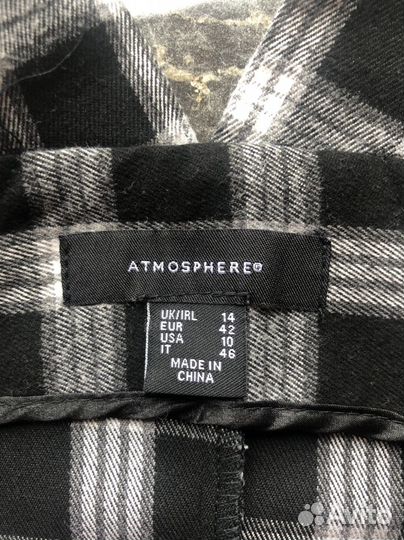 ATMOSPHERE®
UK/IRL 14
EUR 42
USA 10
IT 46
MADE IN
CHINA
Avito